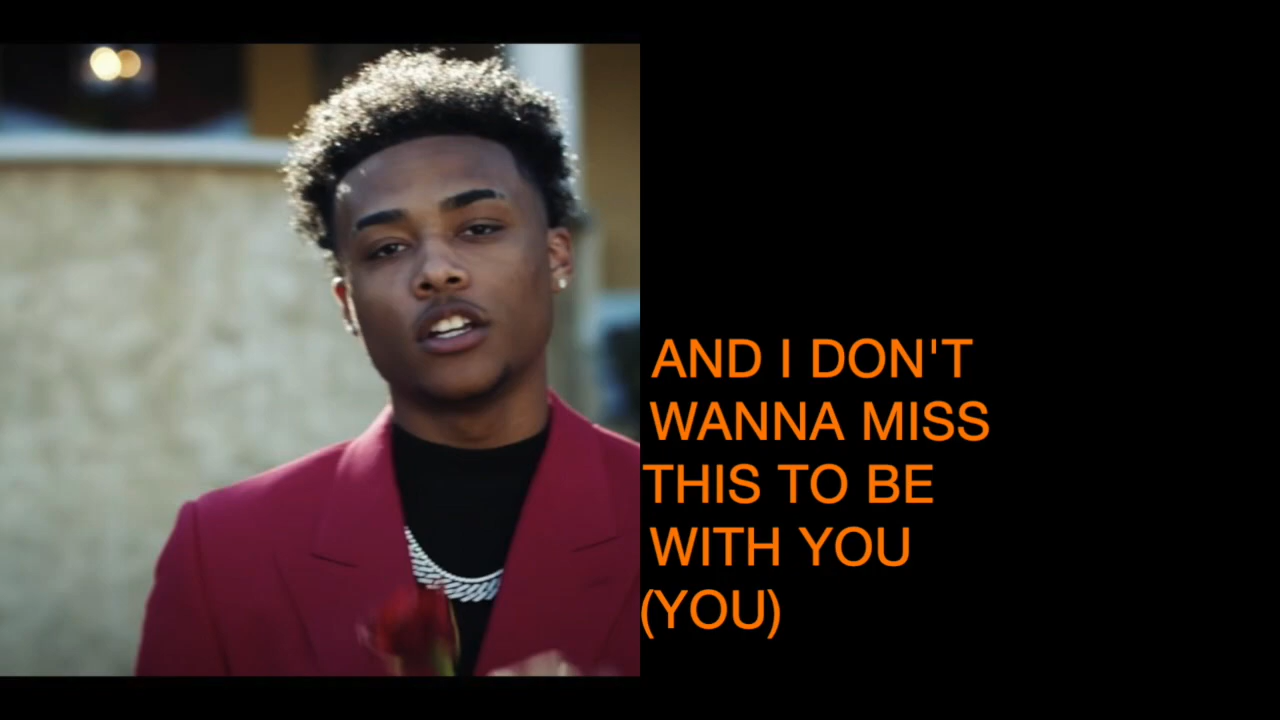 AND I DON'T
WANNA MISS
THIS TO BE
WITH YOU
(YOU)